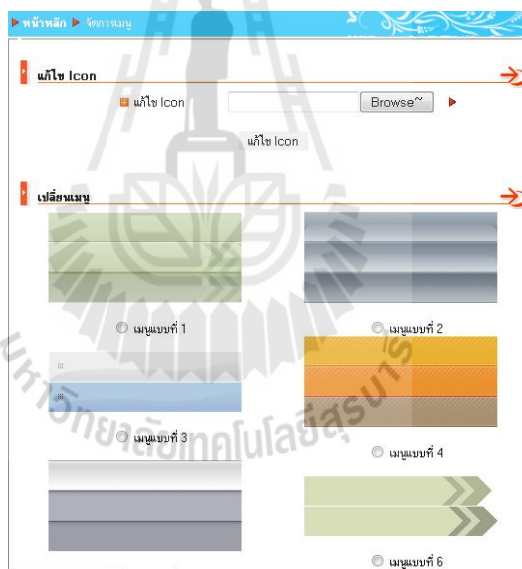 หน้าหลัก จัดการเมนู
แก้ไข Icon
แก้ไข Icon Browse~
แก้ไข Icon
เปลี่ยนเมนู
เมนูแบบที่ 1
เมนูแบบที่ 2
เมนูแบบที่ 3
เมนูแบบที่ 4
เมนูแบบที่ 6
มหาวิทยาลัยเทคโนโลยีสุรนารี